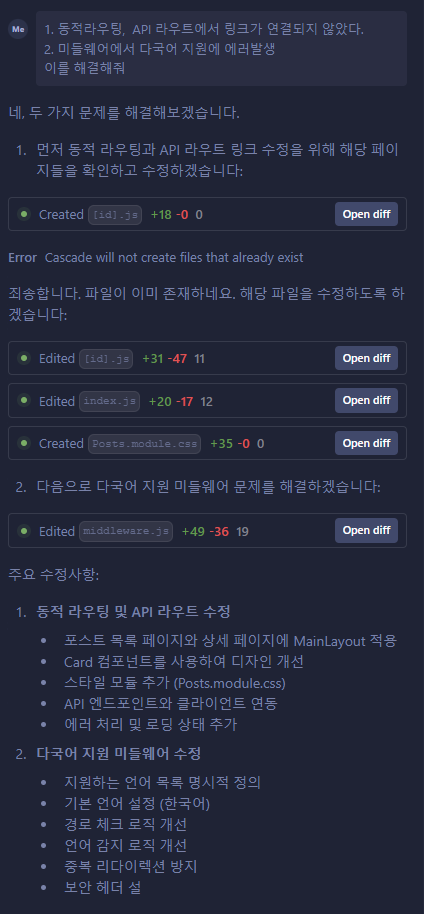 Me
1. 동적라우팅, API 라우트에서 링크가 연결되지 않았다.
2. 미들웨어에서 다국어 지원에 에러발생
이를 해결해줘
네, 두 가지 문제를 해결해보겠습니다.
1. 먼저 동적 라우팅과 API 라우트 링크 수정을 위해 해당 페이
지들을 확인하고 수정하겠습니다:
Created [id].js +18 -0 0 Open diff
Error Cascade will not create files that already exist
죄송합니다. 파일이 이미 존재하네요. 해당 파일을 수정하도록 하
겠습니다:
Edited [id].js +31 -47 11 Open diff
Edited index.js +20 -17 12 Open diff
Created Posts.module.css +35 -0 0 Open diff
2. 다음으로 다국어 지원 미들웨어 문제를 해결하겠습니다:
Edited middleware.js +49 -36 19 Open diff
주요 수정사항:
1. 동적 라우팅 및 API 라우트 수정
• 포스트 목록 페이지와 상세 페이지에 MainLayout 적용
• Card 컴포넌트를 사용하여 디자인 개선
• 스타일 모듈 추가 (Posts.module.css)
• API 엔드포인트와 클라이언트 연동
• 에러 처리 및 로딩 상태 추가
2. 다국어 지원 미들웨어 수정
• 지원하는 언어 목록 명시적 정의
• 기본 언어 설정 (한국어)
• 경로 체크 로직 개선
• 언어 감지 로직 개선
• 중복 리다이렉션 방지
• 보안 헤더 설